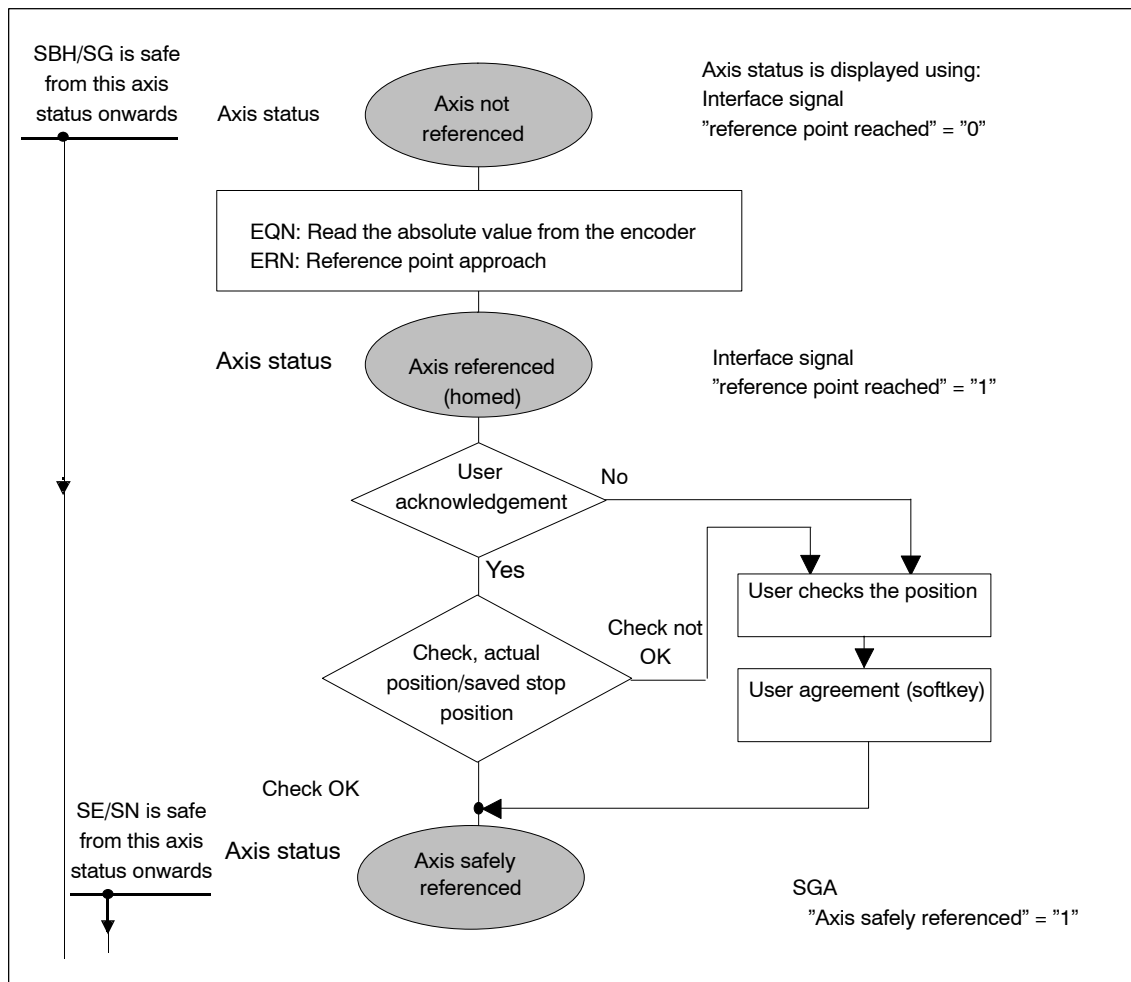 SBH/SG is safe
from this axis
status onwards
Axis status
Axis not
referenced
Axis status is displayed using:
Interface signal
”reference point reached” = ”0”
EQN: Read the absolute value from the encoder
ERN: Reference point approach
Axis status
Axis referenced
(homed)
Interface signal
”reference point reached” = ”1”
User
acknowledgement
No
Yes
User checks the position
Check not
OK
Check, actual
position/saved stop
position
User agreement (softkey)
Check OK
SE/SN is safe
from this axis
status onwards
Axis status
Axis safely
referenced
SGA
”Axis safely referenced” = ”1”